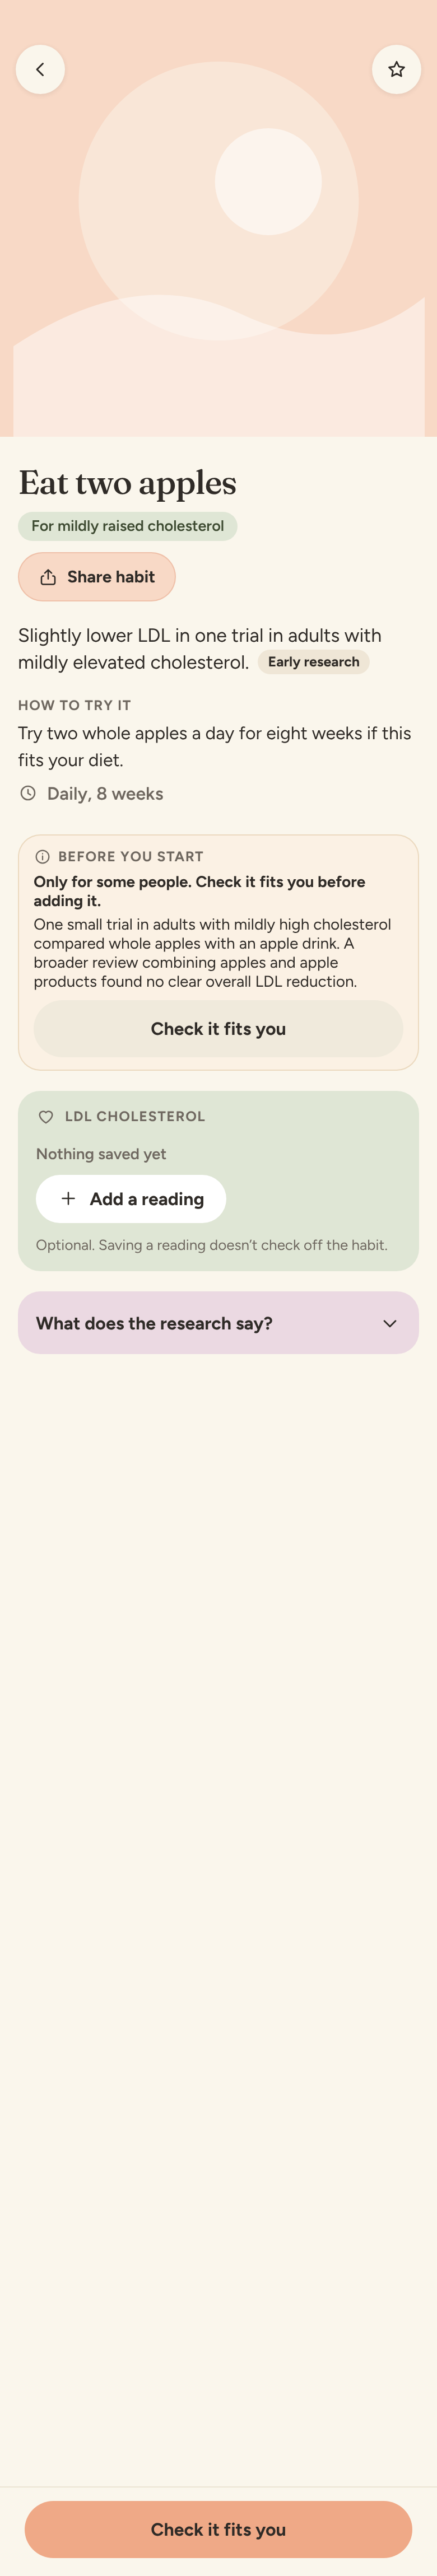 Eat two apples
For mildly raised cholesterol
Share habit
Slightly lower LDL in one trial in adults with
mildly elevated cholesterol. Early research
HOW TO TRY IT
Try two whole apples a day for eight weeks if this
fits your diet.
Daily, 8 weeks
BEFORE YOU START
Only for some people. Check it fits you before
adding it.
One small trial in adults with mildly high cholesterol
compared whole apples with an apple drink. A
broader review combining apples and apple
products found no clear overall LDL reduction.
Check it fits you
LDL CHOLESTEROL
Nothing saved yet
Add a reading
Optional. Saving a reading doesn’t check off the habit.
What does the research say?
Check it fits you